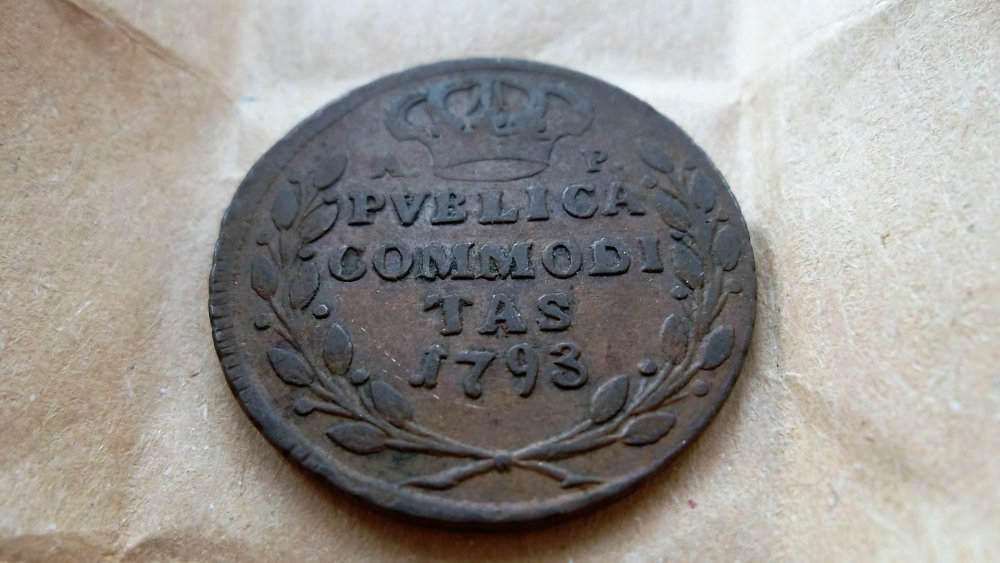 A. P.
PVBLICA
COMMODI
TAS
1793